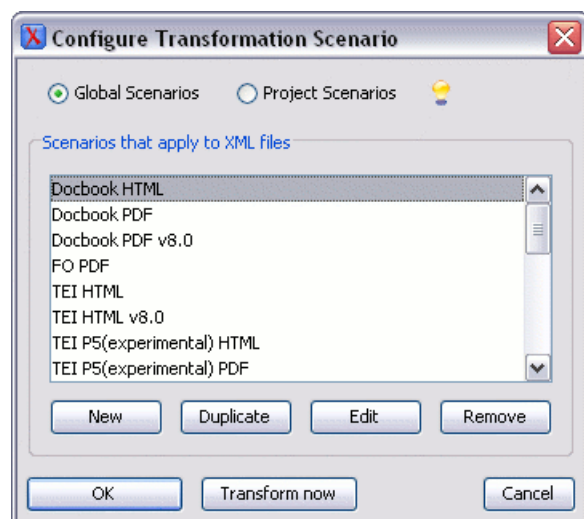 Configure Transformation Scenario
Global Scenarios Project Scenarios
Scenarios that apply to XML files
Docbook HTML
Docbook PDF
Docbook PDF v8.0
FO PDF
TEI HTML
TEI HTML v8.0
TEI P5(experimental) HTML
TEI P5(experimental) PDF
New Duplicate Edit Remove
OK Transform now Cancel